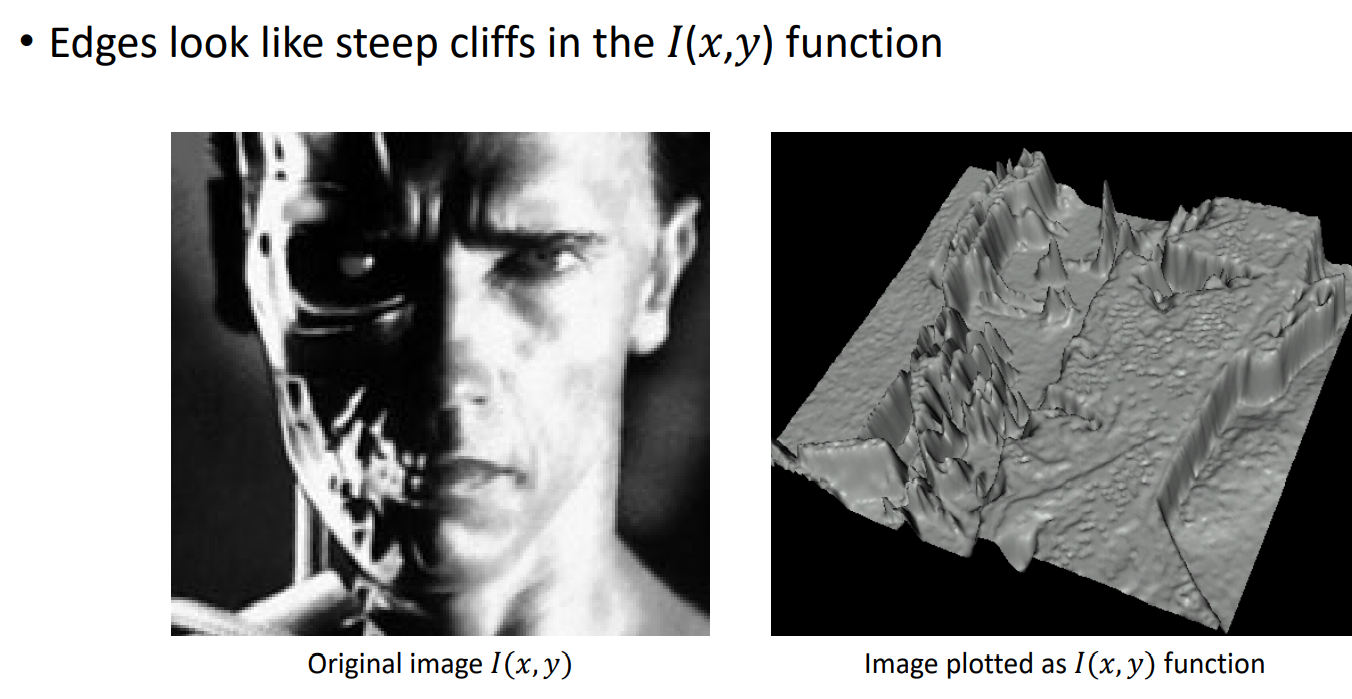 • Edges look like steep cliffs in the I(x,y) function
Original image I(x, y)
Image plotted as I(x, y) function